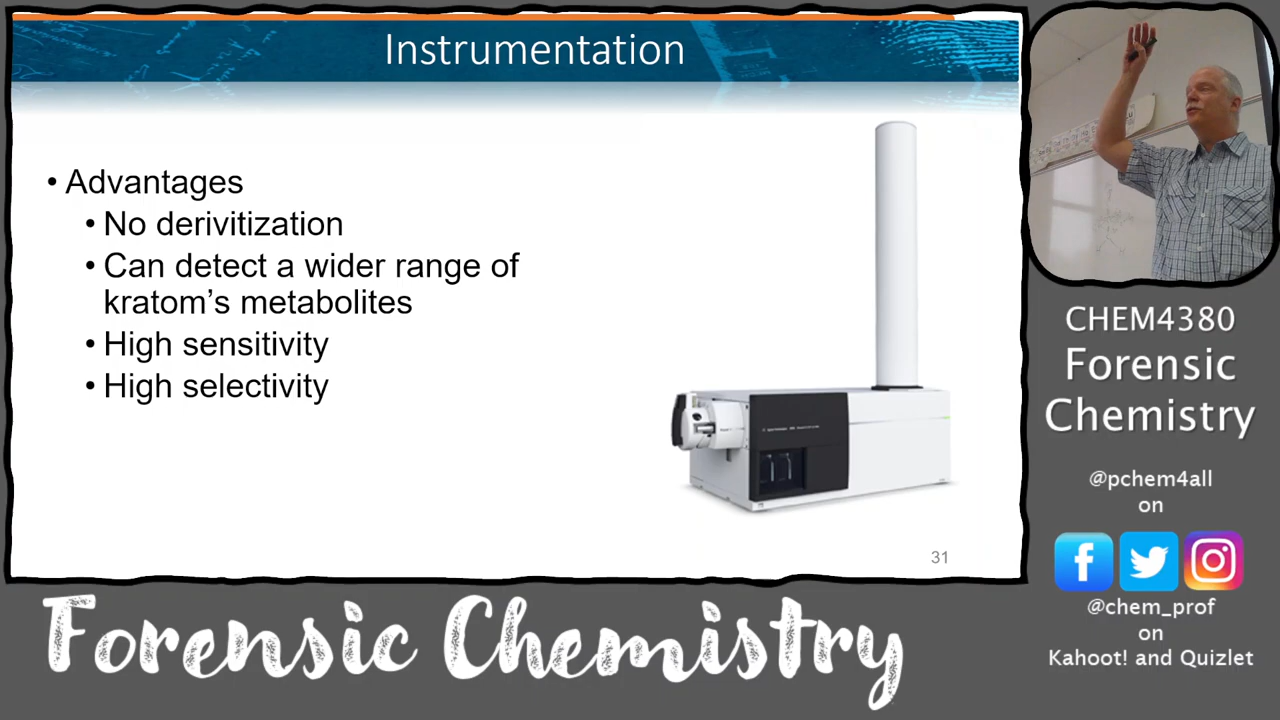 Instrumentation
• Advantages
• No derivitization
• Can detect a wider range of
kratom's metabolites
• High sensitivity
• High selectivity
31
CHEM4380
Forensic
Chemistry
@pchem4all
on
@chem_prof
on
Kahoot! and Quizlet
Forensic Chemistry